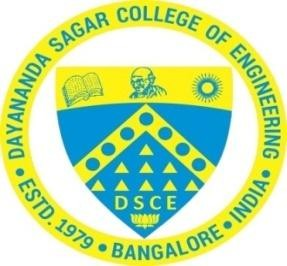 DAYANANDA SAGAR COLLEGE OF ENGINEERING
• ESTD. 1979 • BANGALORE • INDIA •
DSCE